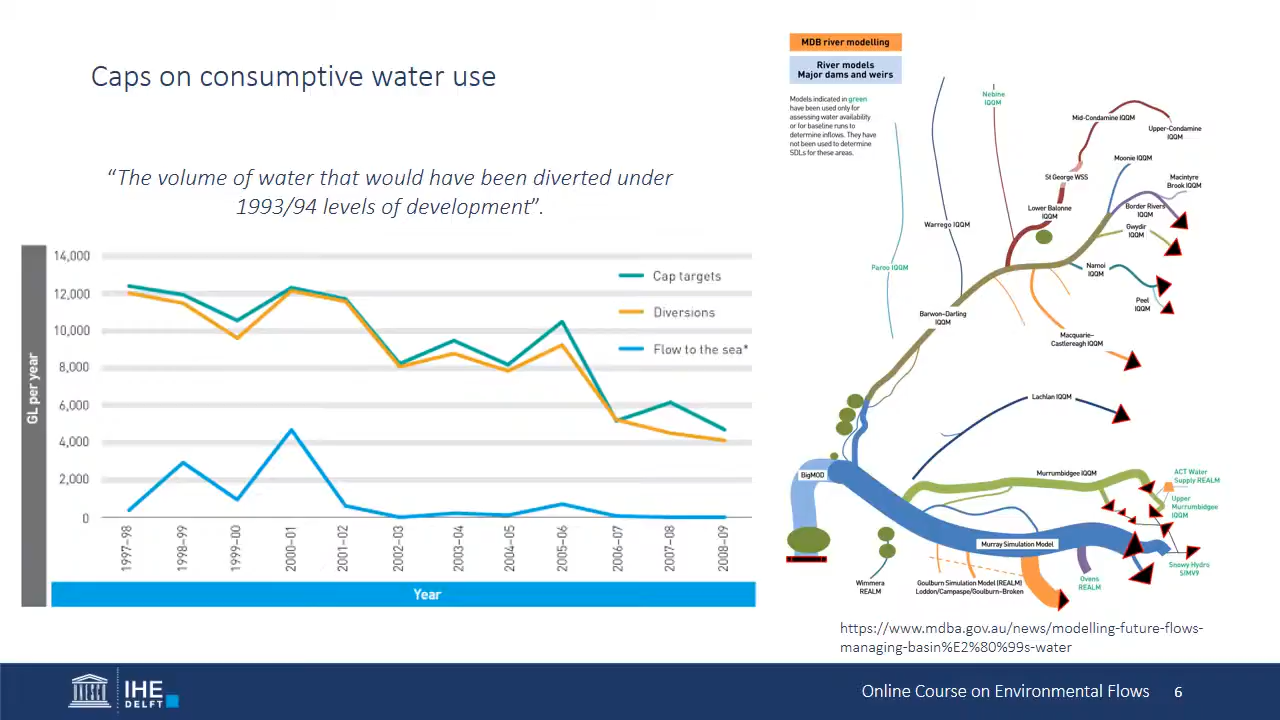 Caps on consumptive water use
“The volume of water that would have been diverted under
1993/94 levels of development”.
14,000
12,000
10,000
8,000
6,000
4,000
2,000
0
GL per year
Cap targets
Diversions
Flow to the sea*
1997–98
1998–99
1999–00
2000–01
2001–02
2002–03
2003–04
2004–05
2005–06
2006–07
2007–08
2008–09
Year
MDB river modelling
River models
Major dams and weirs
Models indicated in green
have been used only for
assessing water availability
or for baseline runs to
determine inflows. They have
not been used to determine
SDLs for these areas.
Nebine
IQQM
Mid-Condamine IQQM
Upper-Condamine
IQQM
Moonie IQQM
St George WSS
Macintyre
Brook IQQM
Lower Balonne
IQQM
Border Rivers
IQQM
Warrego IQQM
Gwydir
IQQM
Paroo IQQM
Namoi
IQQM
Peel
IQQM
Barwon–Darling
IQQM
Macquarie–
Castlereagh IQQM
Lachlan IQQM
BigMOD
Murrumbidgee IQQM
ACT Water
Supply REALM
Upper
Murrumbidgee
IQQM
Murray Simulation Model
Snowy Hydro
SIMV9
Wimmera
REALM
Goulburn Simulation Model (REALM)
Loddon/Campaspe/Goulburn–Broken
Ovens
REALM
https://www.mdba.gov.au/news/modelling-future-flows-
managing-basin%E2%80%99s-water
UNESCO
IHE
DELFT
Online Course on Environmental Flows
6